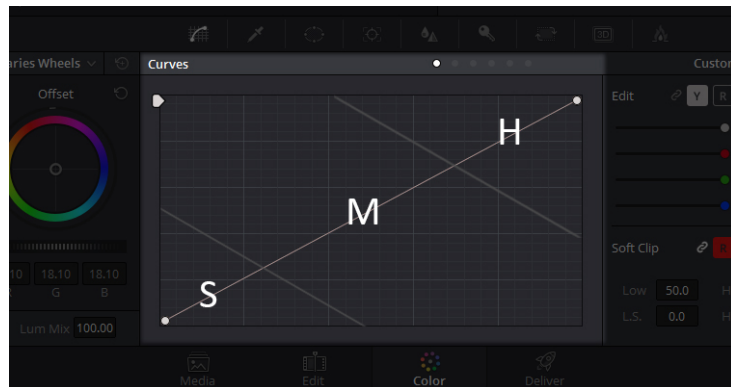 aries Wheels
Curves
Custo
Offset
Edit
Y
R
H
M
S
Soft Clip
R
10 18.10 18.10
G B
Low 50.0 H
L.S. 0.0 H
Lum Mix 100.00
3D
Media
Edit
Color
Deliver